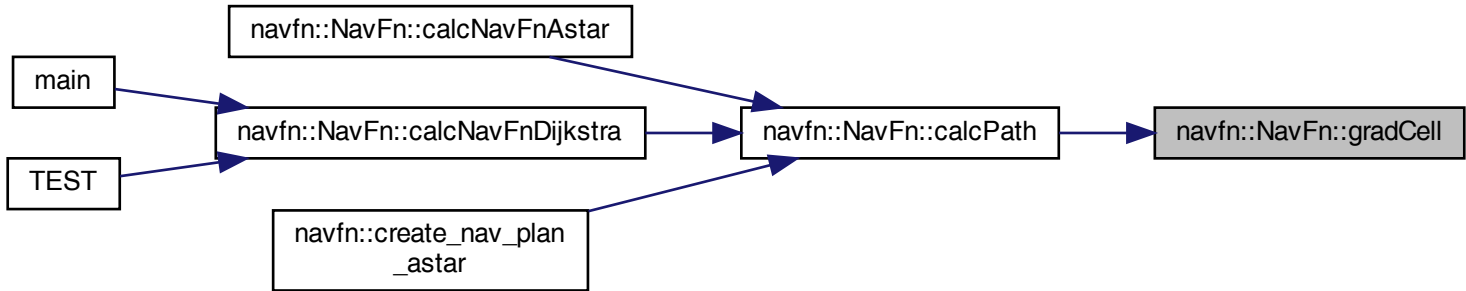 navfn::NavFn::calcNavFnAstar
main
navfn::NavFn::calcNavFnDijkstra
navfn::NavFn::calcPath
navfn::NavFn::gradCell
TEST
navfn::create_nav_plan
_astar